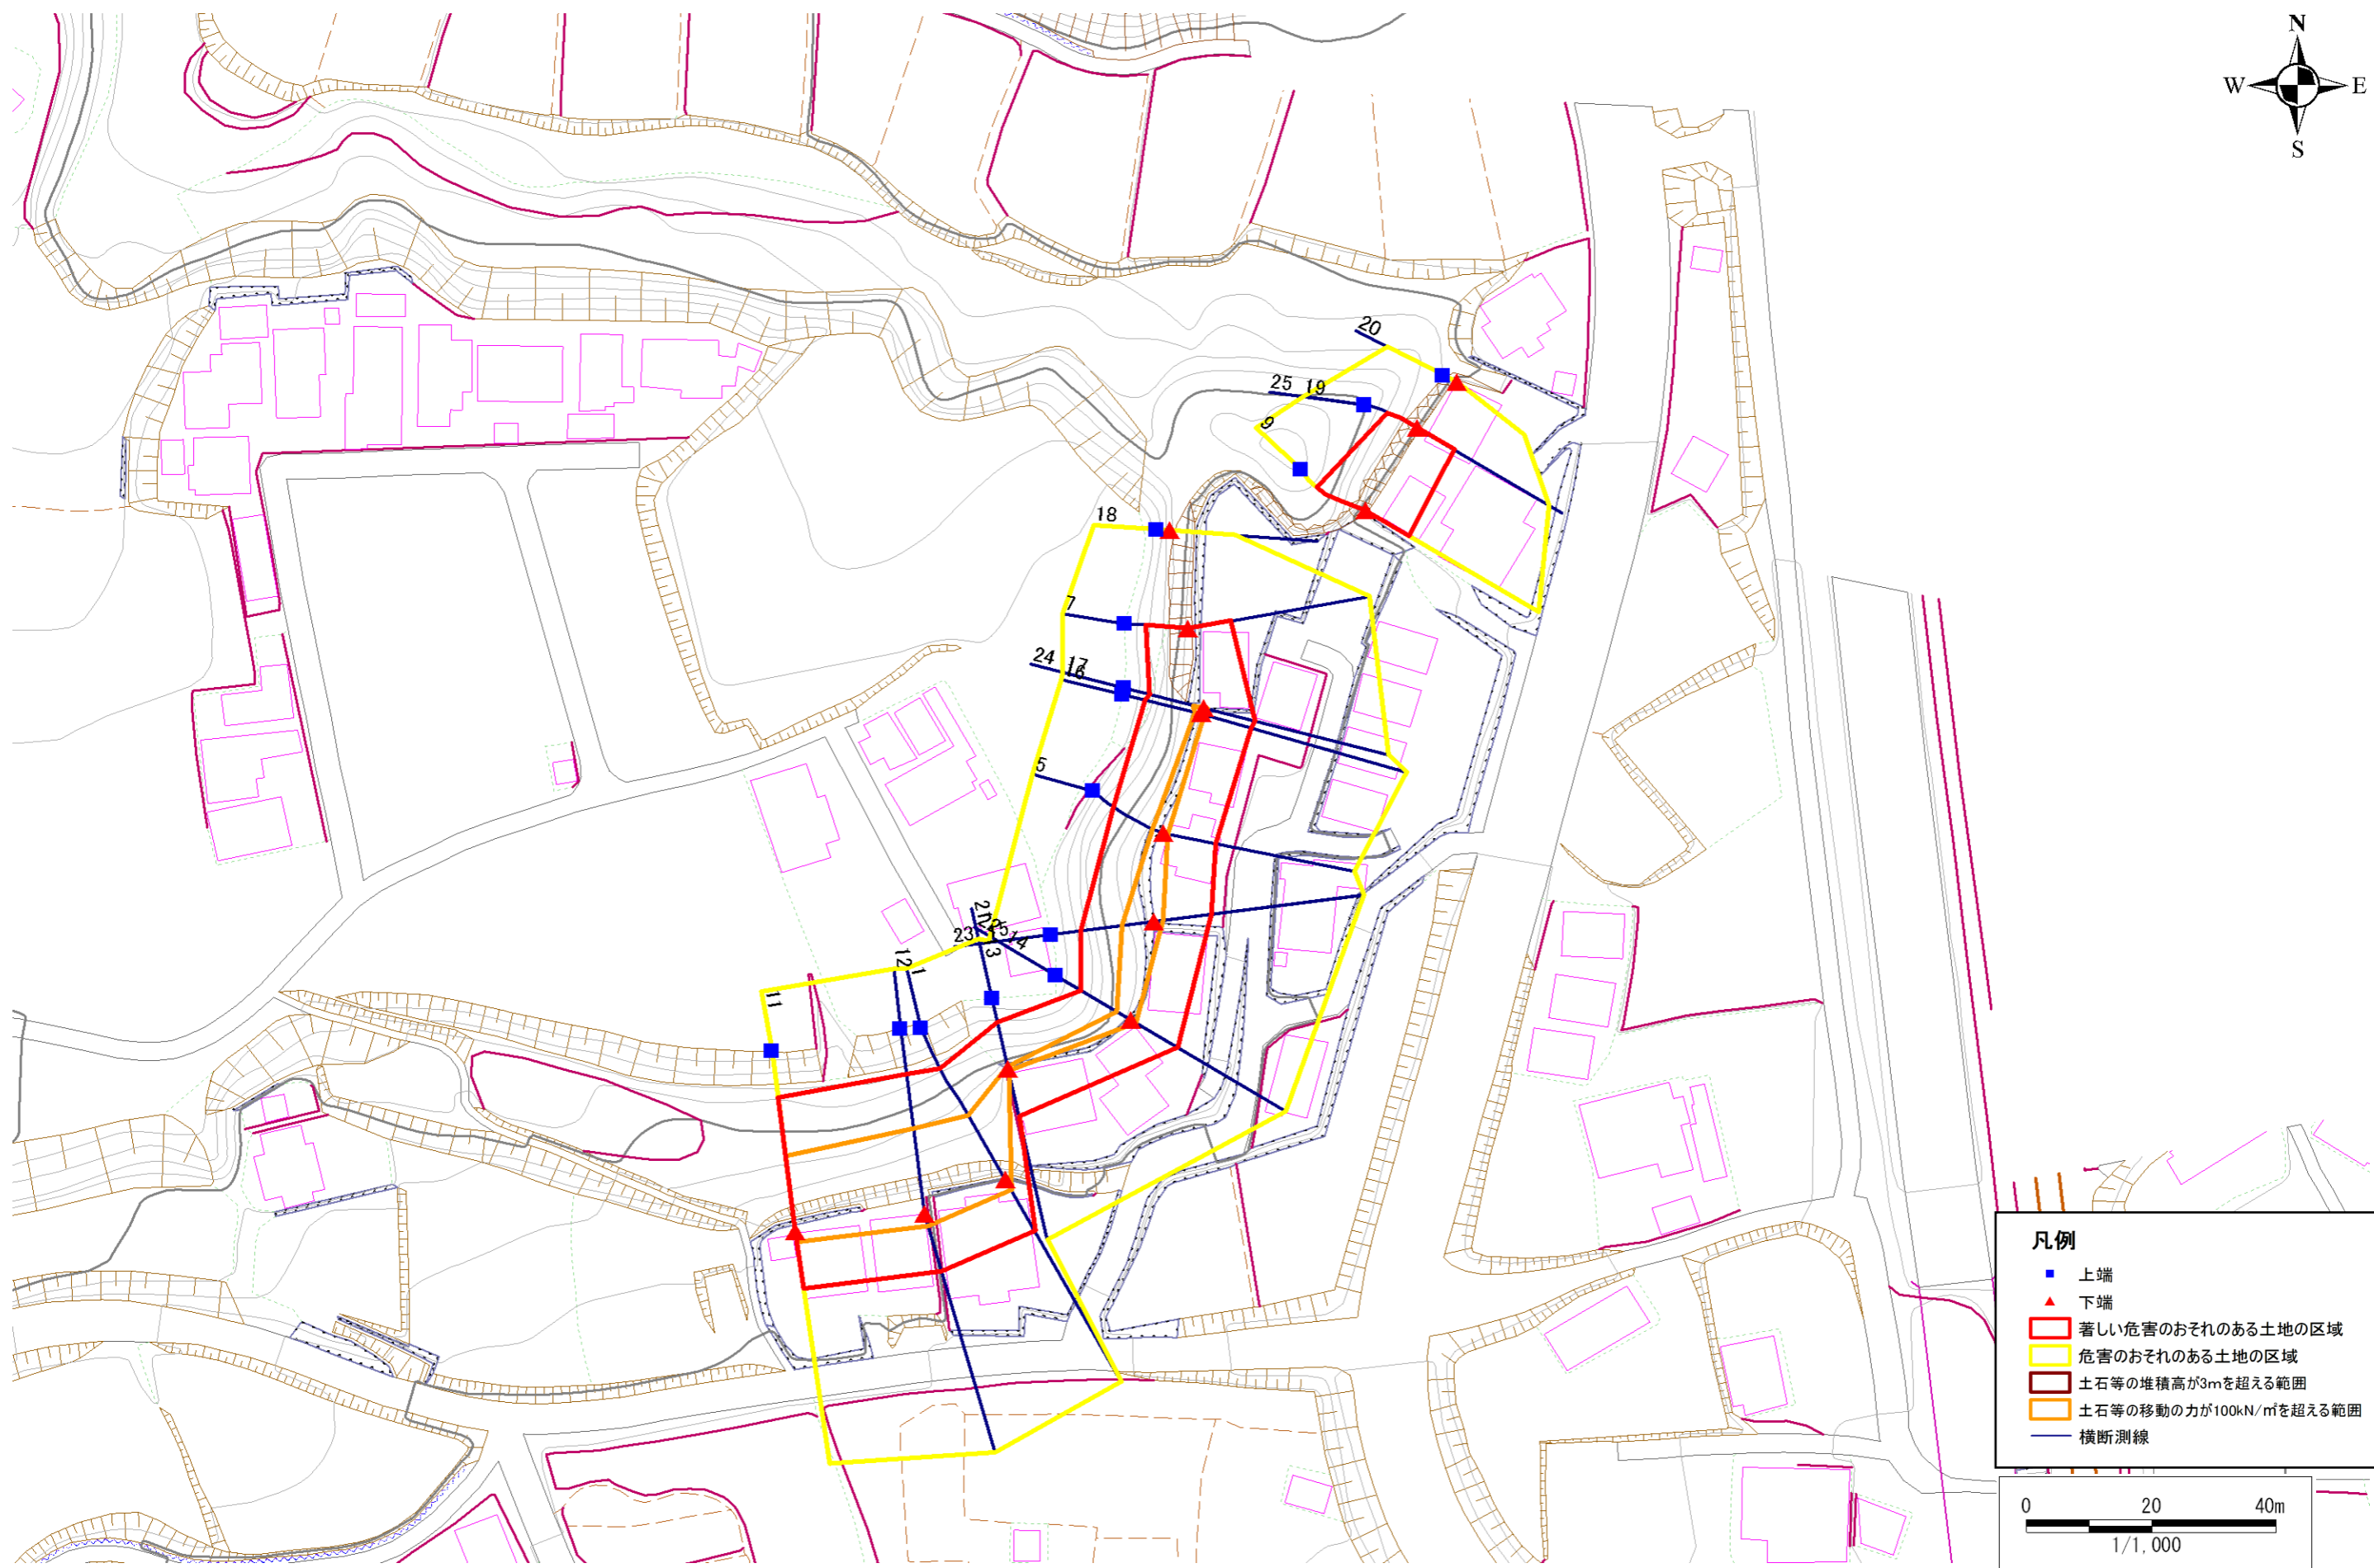 N
W E
S
20
25 19
9
18
7
24 17
16
5
23
14
13
12 1
11
凡例
上端
下端
著しい危害のおそれのある土地の区域
危害のおそれのある土地の区域
土石等の堆積高が3mを超える範囲
土石等の移動の力が100kN/㎡を超える範囲
横断測線
0 20 40m
1/1,000